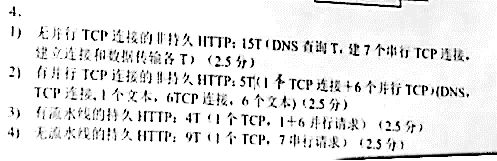 4.
1) 无并行 TCP 连接的非持久 HTTP：15T（DNS 查询 T，建 7 个串行 TCP 连接，
建立连接和数据传输各 T）（2.5 分）
2) 有并行 TCP 连接的非持久 HTTP：5T（1 个 TCP 连接+6 个并行 TCP）(DNS，
TCP 连接，1 个文本，6TCP 连接，6 个文本)（2.5 分）
3) 有流水线的持久 HTTP：4T（1 个 TCP，1+6 并行请求）（2.5 分）
4) 无流水线的持久 HTTP：9T（1 个 TCP，7 串行请求）（2.5 分）